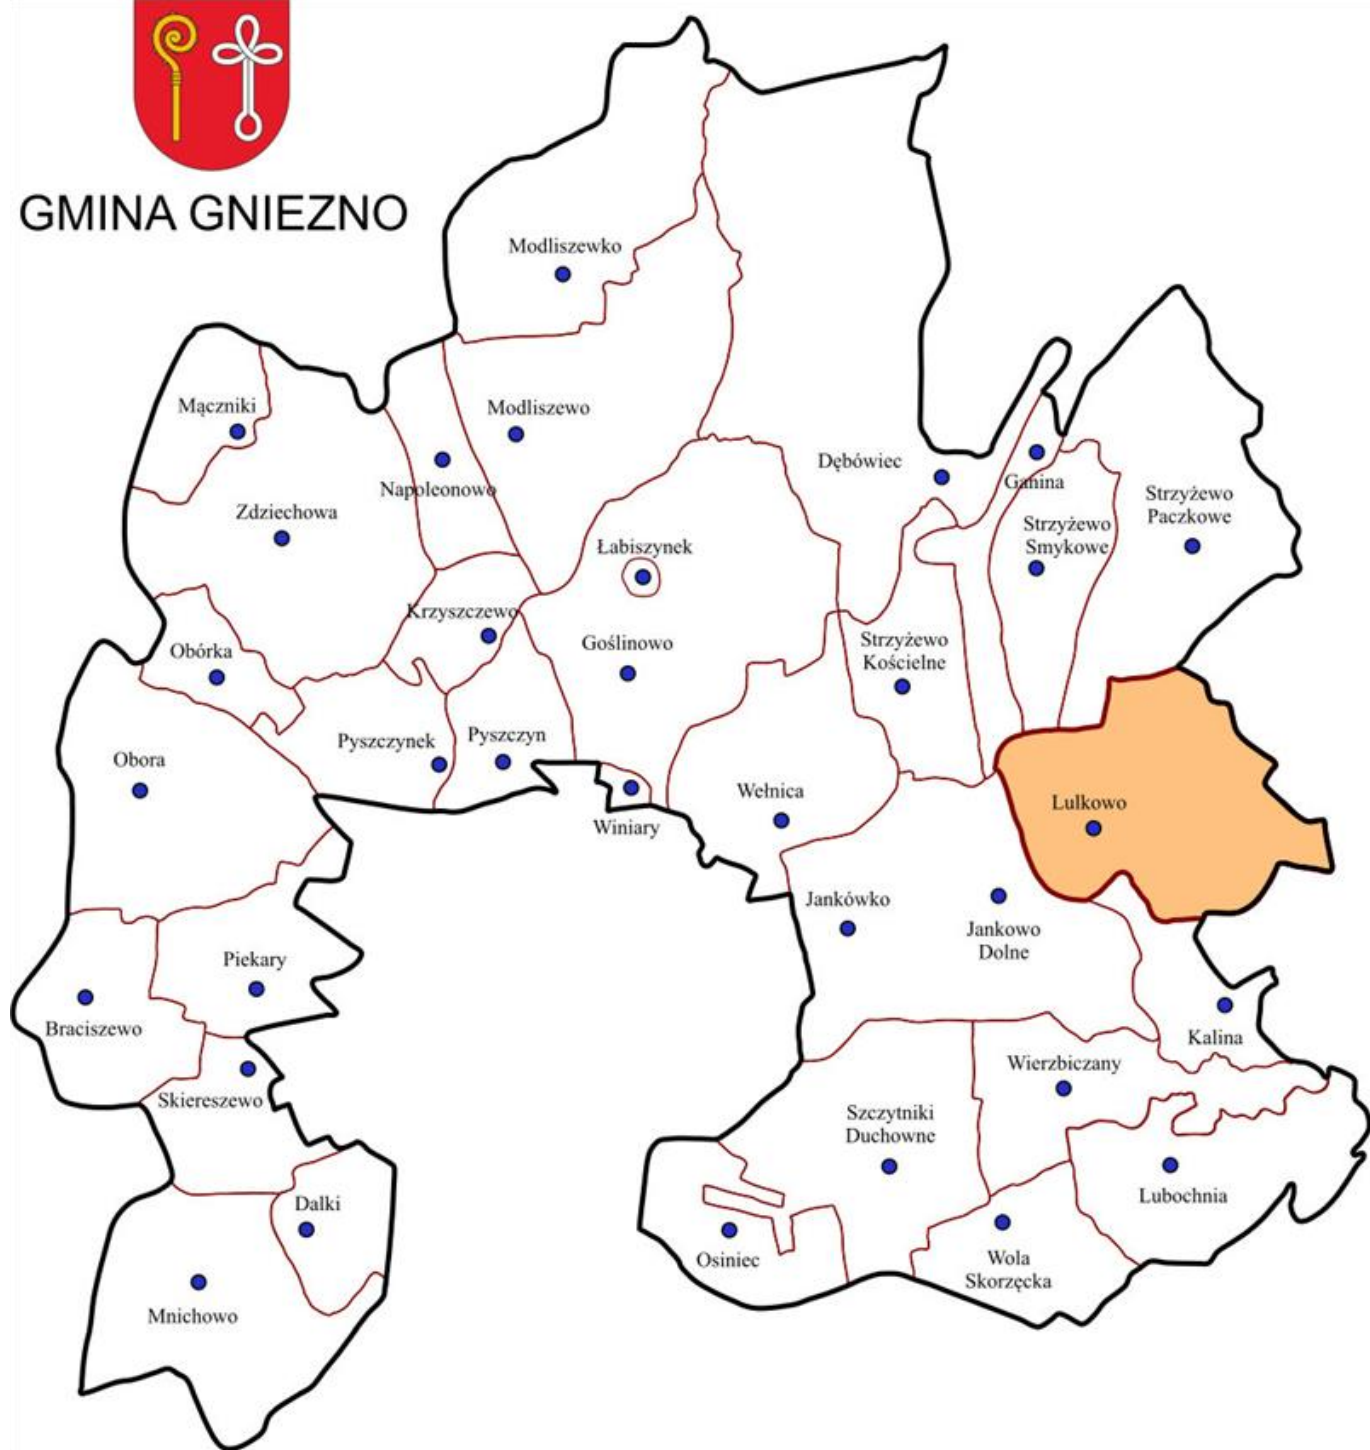 GMINA GNIEZNO
Modliszewko
Mączniki
Modliszewo
Dębówiec
Napoleonowo
Ganina
Strzyżewo
Paczkowe
Zdziechowa
Strzyżewo
Smykowe
Łabiszynek
Krzyszczewo
Obórka
Goślinowo
Strzyżewo
Kościelne
Pyszczynek
Pyszczyn
Obora
Wełnica
Lulkowo
Winiary
Jankówko
Jankowo
Dolne
Piekary
Braciszewo
Kalina
Wierzbiczany
Skiereszewo
Szczytniki
Duchowne
Lubochnia
Dalki
Osiniec
Wola
Skorzęcka
Mnichowo